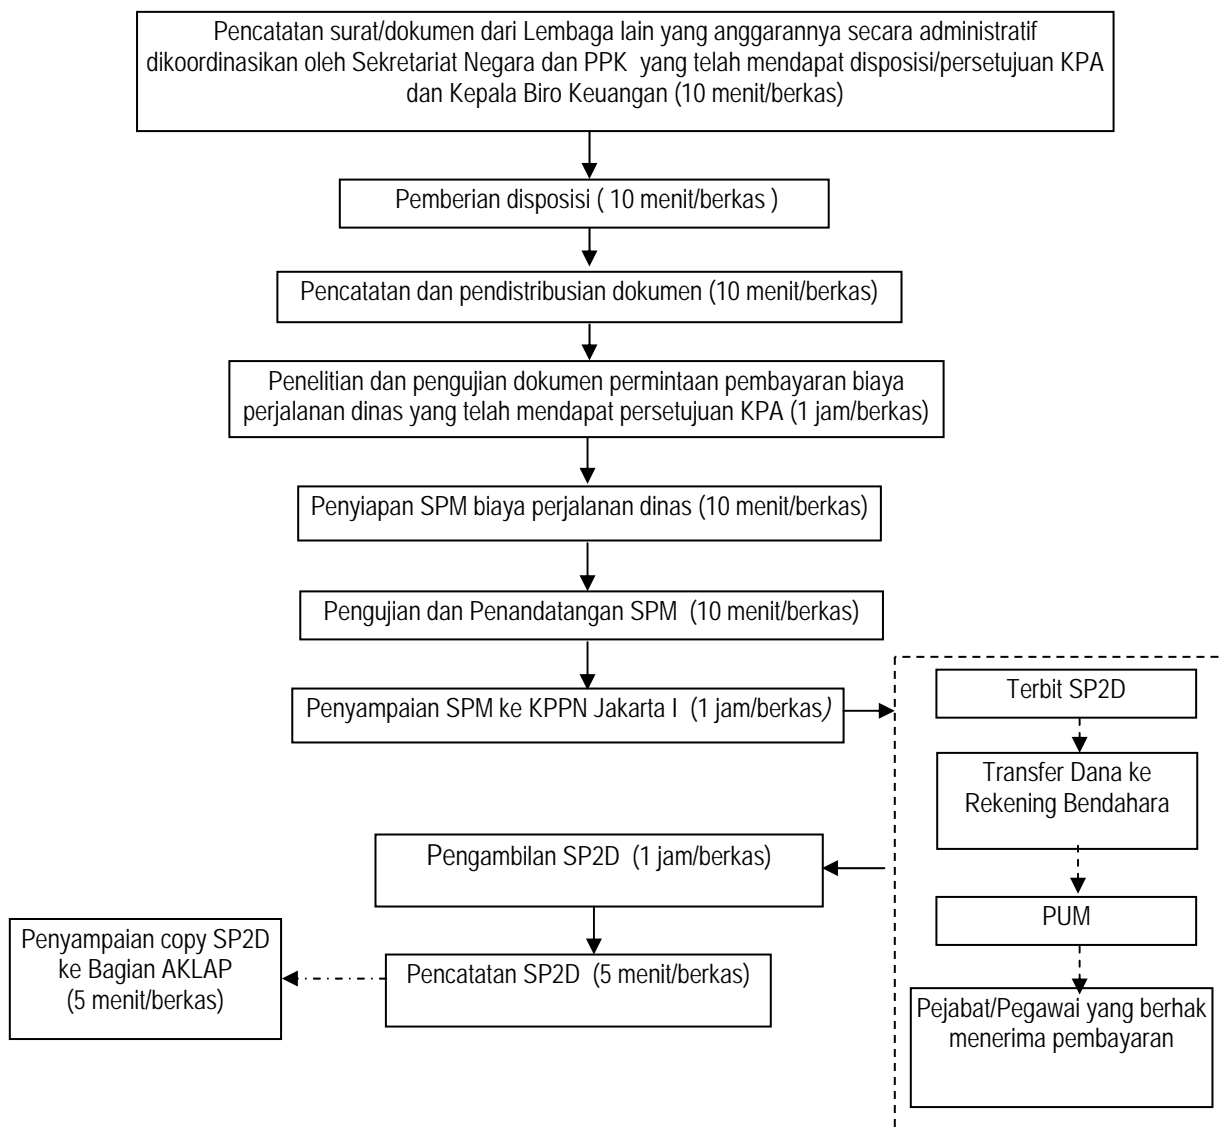 Pencatatan surat/dokumen dari Lembaga lain yang anggarannya secara administratif
dikoordinasikan oleh Sekretariat Negara dan PPK yang telah mendapat disposisi/persetujuan KPA
dan Kepala Biro Keuangan (10 menit/berkas)
Pemberian disposisi ( 10 menit/berkas )
Pencatatan dan pendistribusian dokumen (10 menit/berkas)
Penelitian dan pengujian dokumen permintaan pembayaran biaya
perjalanan dinas yang telah mendapat persetujuan KPA (1 jam/berkas)
Penyiapan SPM biaya perjalanan dinas (10 menit/berkas)
Pengujian dan Penandatangan SPM (10 menit/berkas)
Penyampaian SPM ke KPPN Jakarta I (1 jam/berkas)
Terbit SP2D
Transfer Dana ke
Rekening Bendahara
PUM
Pejabat/Pegawai yang berhak
menerima pembayaran
Pengambilan SP2D (1 jam/berkas)
Pencatatan SP2D (5 menit/berkas)
Penyampaian copy SP2D
ke Bagian AKLAP
(5 menit/berkas)